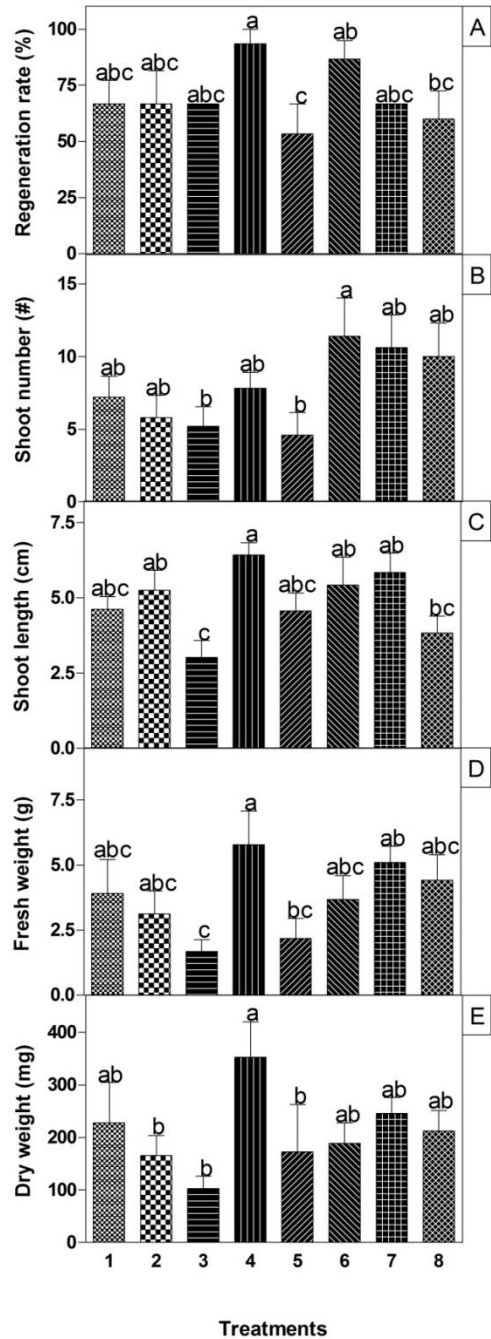 A
Regeneration rate (%)
100
75
50
25
0
abc
abc
abc
a
c
ab
abc
bc
B
Shoot number (#)
15
10
5
0
ab
ab
b
ab
b
a
ab
ab
C
Shoot length (cm)
7.5
5.0
2.5
0.0
abc
ab
c
a
abc
ab
ab
bc
D
Fresh weight (g)
7.5
5.0
2.5
0.0
abc
abc
c
a
bc
abc
ab
abc
E
Dry weight (mg)
400
300
200
100
0
ab
b
b
a
b
ab
ab
ab
1 2 3 4 5 6 7 8
Treatments